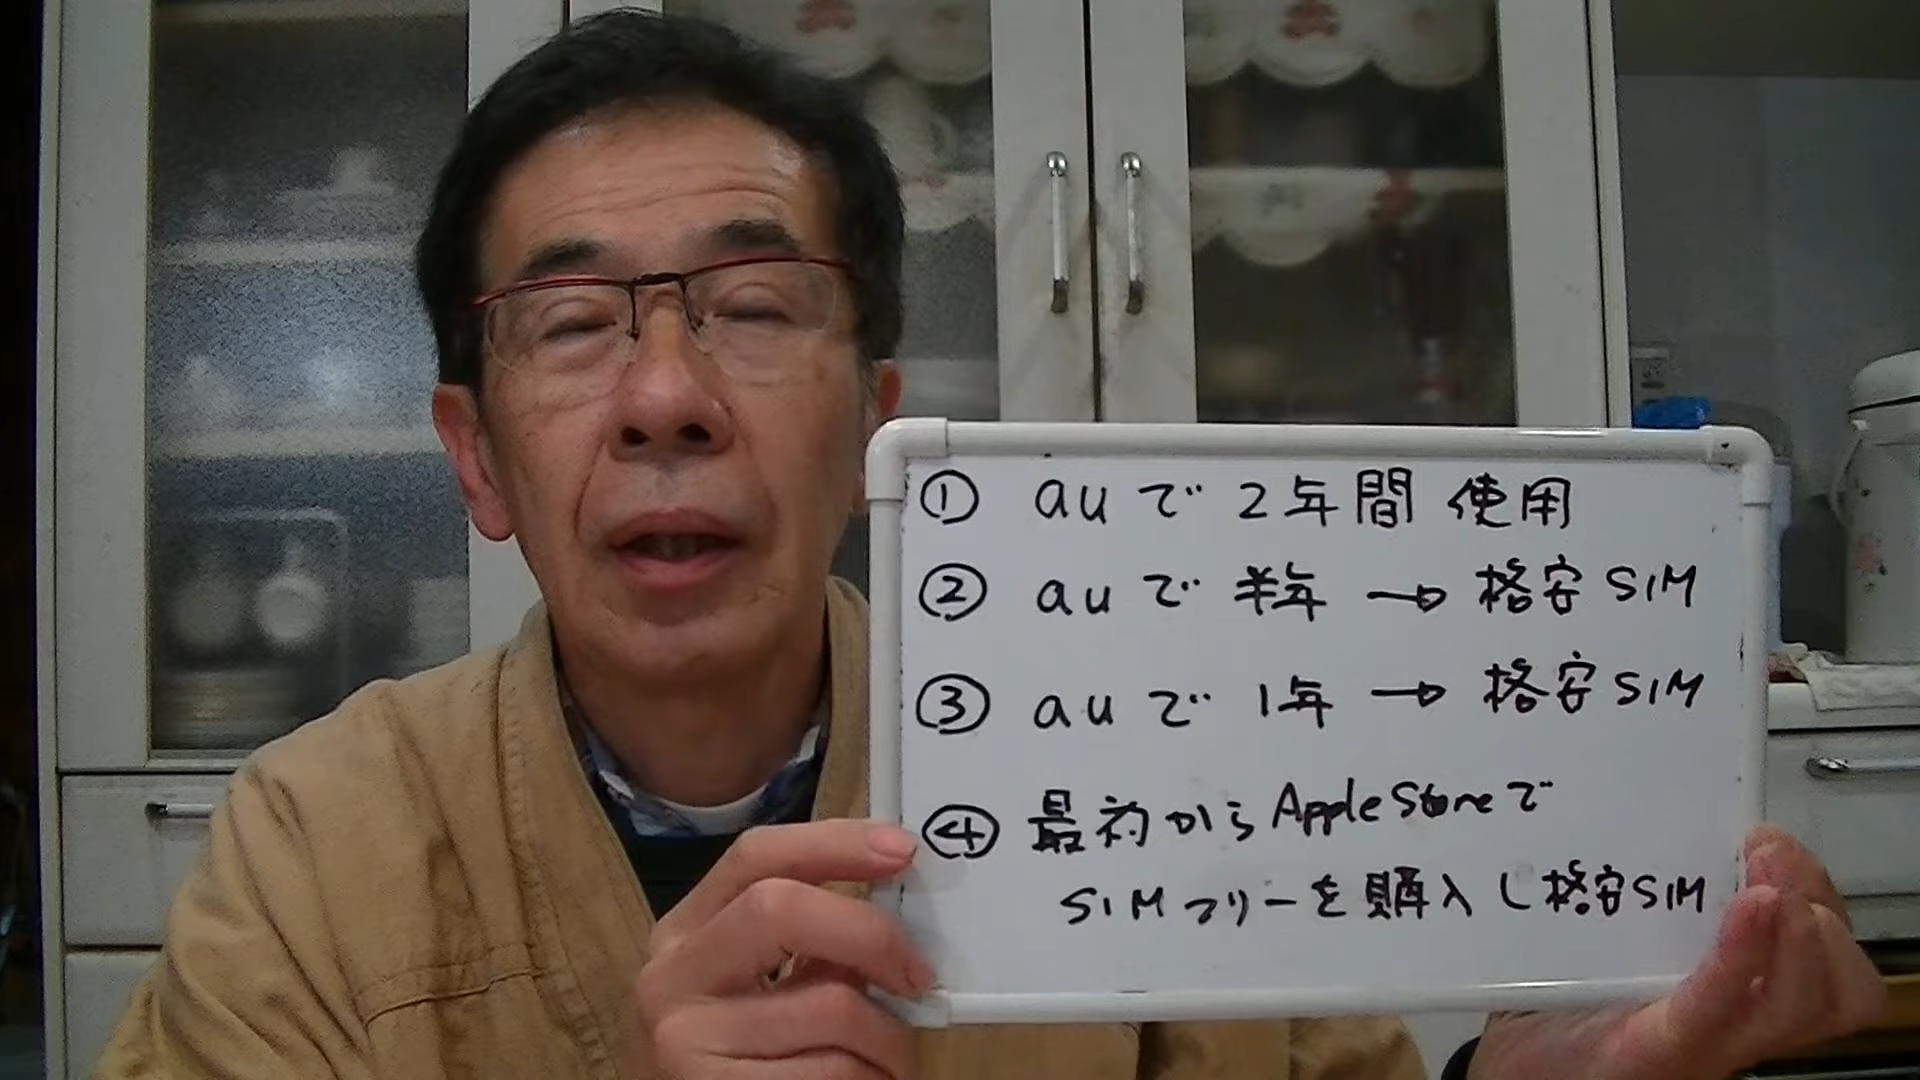 ① auで 2年間 使用
② auで 半年 → 格安SIM
③ auで 1年 → 格安SIM
④ 最初からApple Storeで
SIMフリーを購入し格安SIM